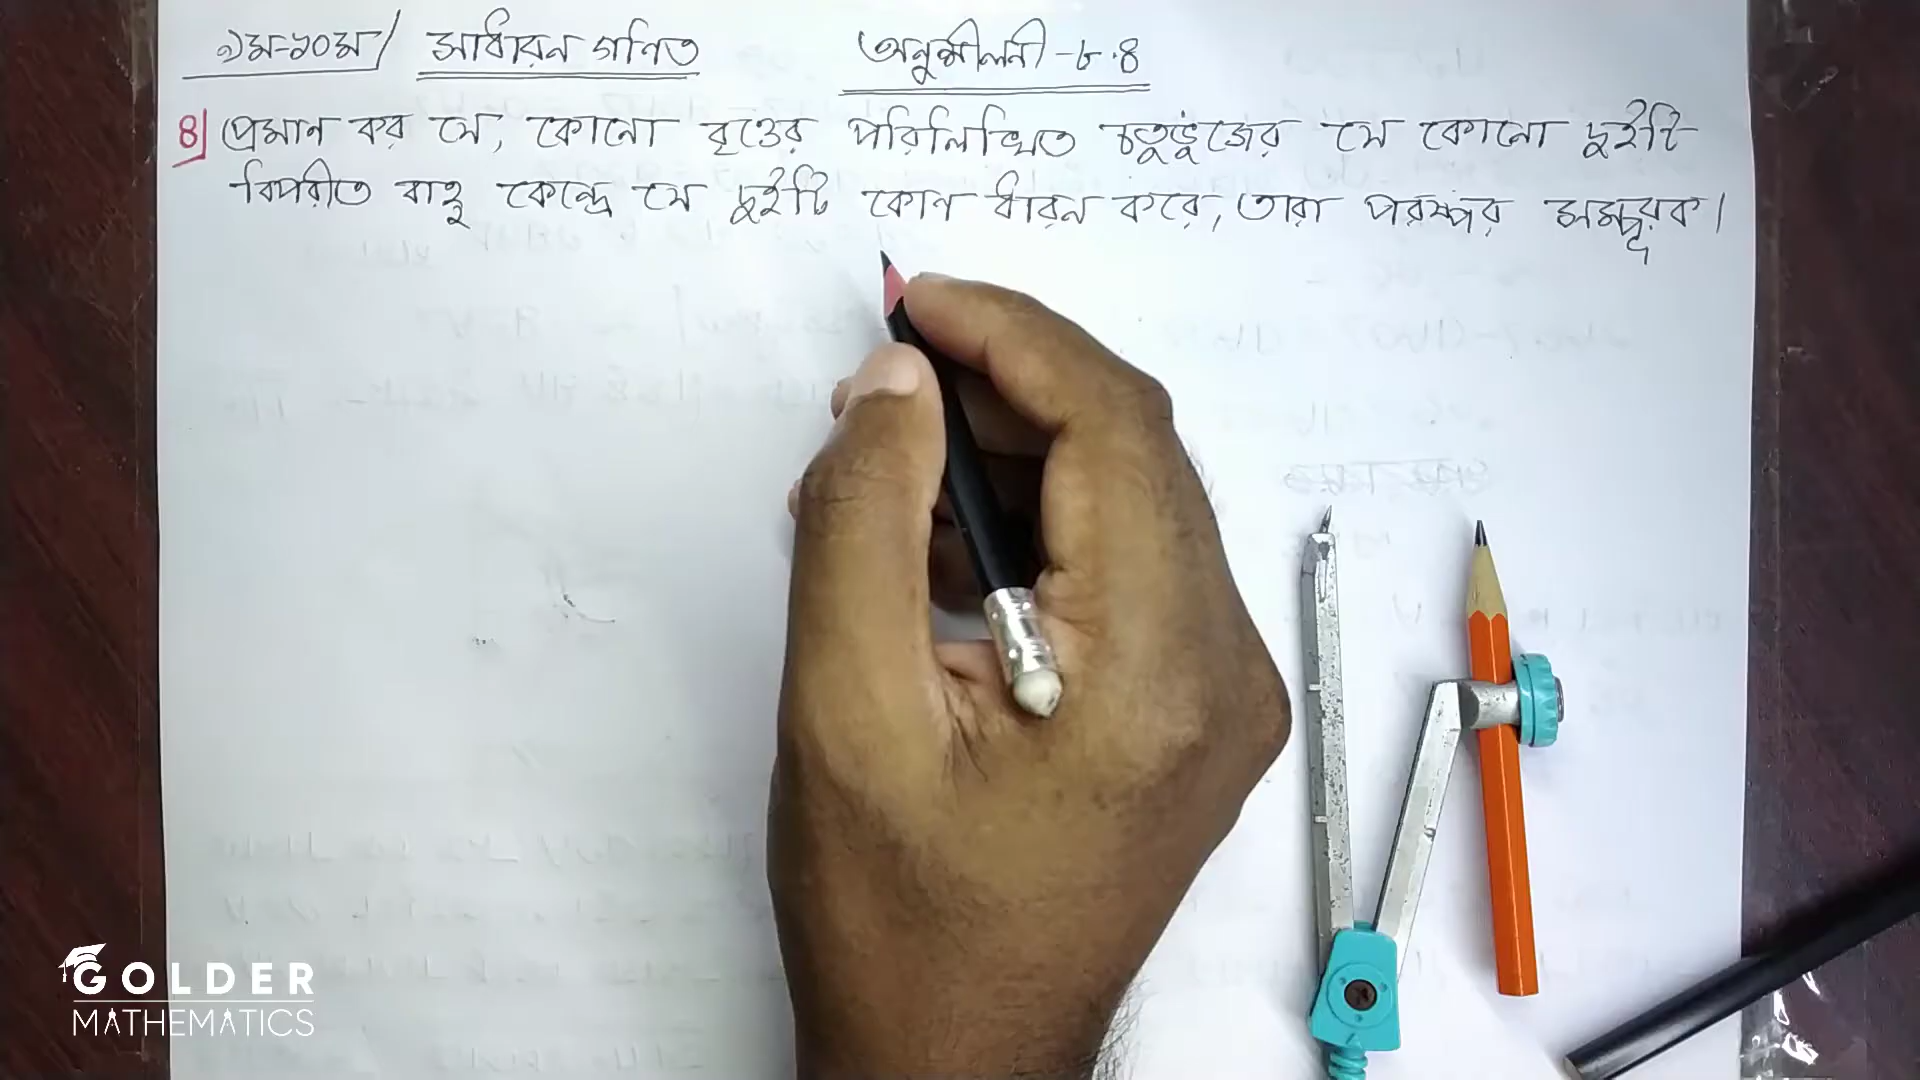 ৯ম-১০ম / সাধারন গণিত অনুশীলনী-৮.৪
৪] প্রমান কর যে, কোনো বৃত্তের পরিলিখিত চতুর্ভুজের যে কোনো দুইটি
বিপরীত বাহু কেন্দ্রে যে দুইটি কোণ ধারন করে, তারা পরষ্পর সম্পূরক।
GOLDER
MATHEMATICS